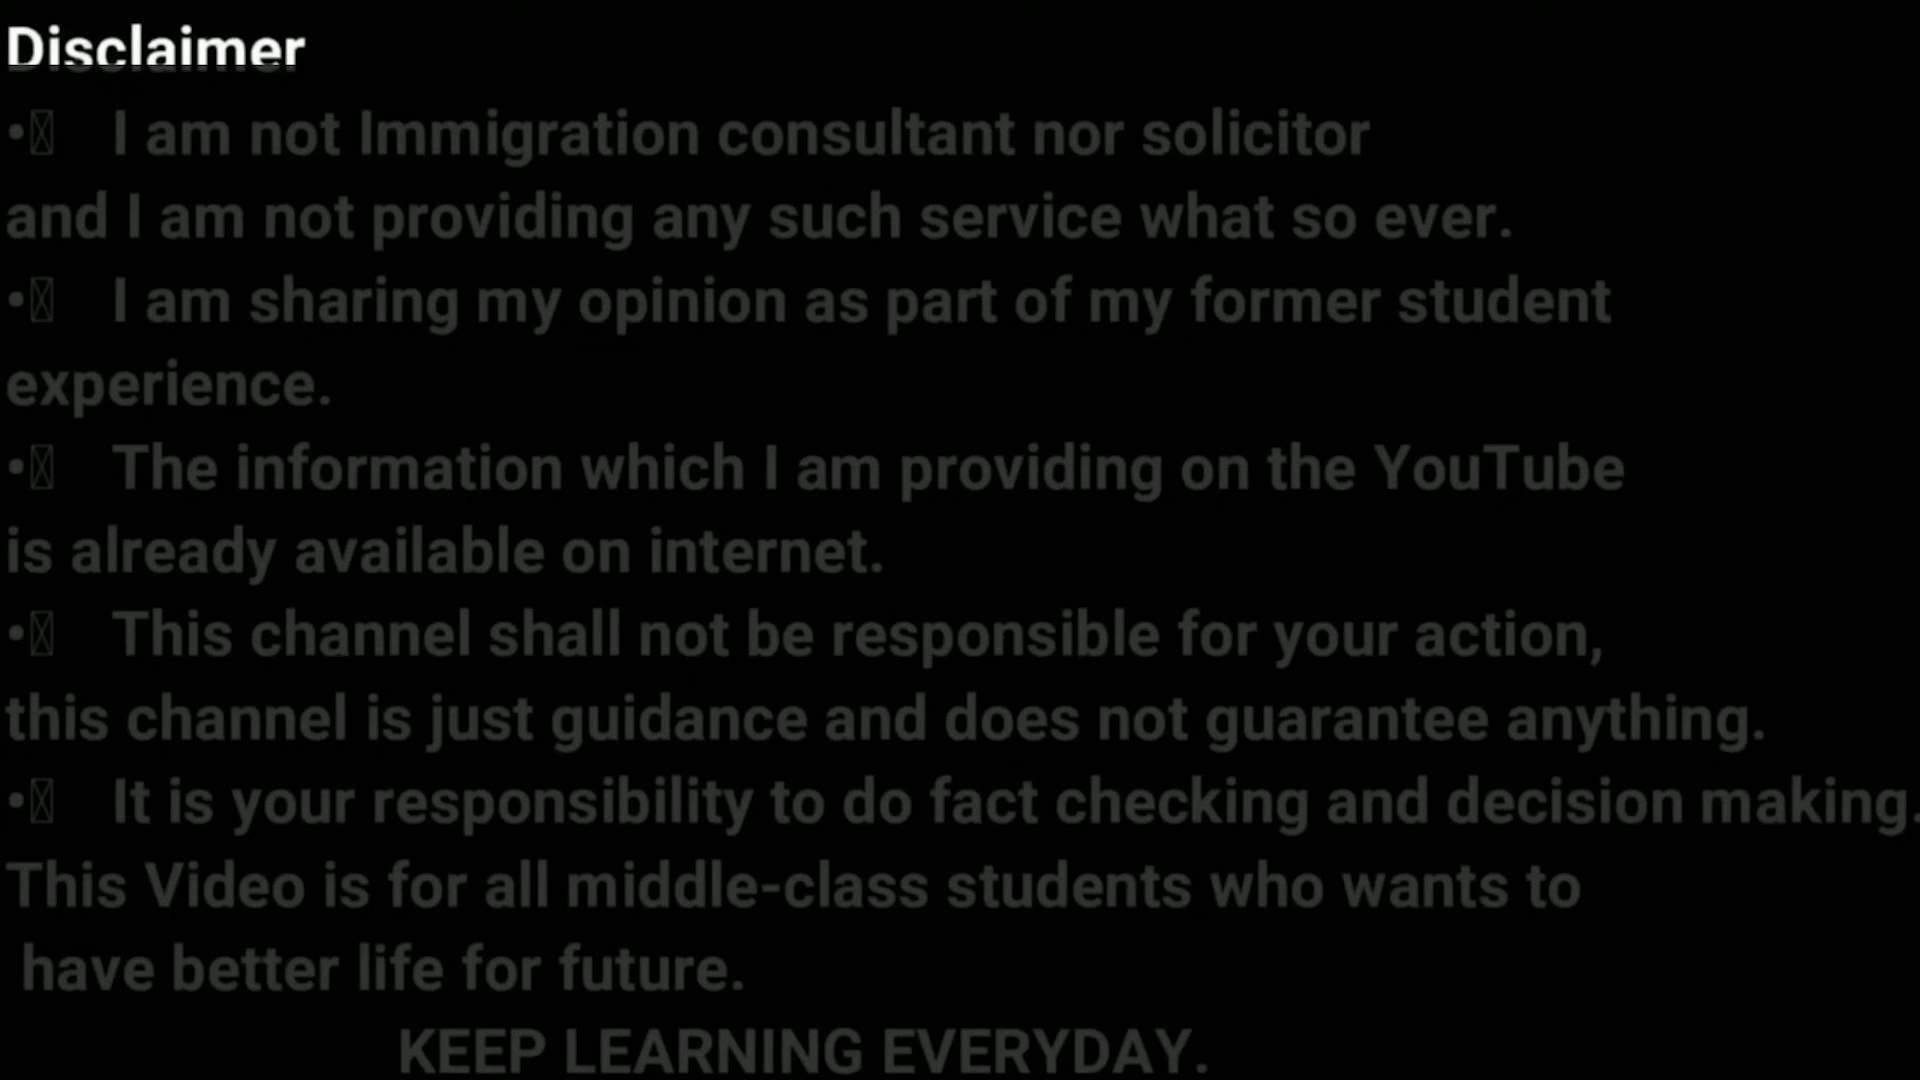 Disclaimer
• I am not Immigration consultant nor solicitor
and I am not providing any such service what so ever.
• I am sharing my opinion as part of my former student
experience.
• The information which I am providing on the YouTube
is already available on internet.
• This channel shall not be responsible for your action,
this channel is just guidance and does not guarantee anything.
• It is your responsibility to do fact checking and decision making.
This Video is for all middle-class students who wants to
have better life for future.
KEEP LEARNING EVERYDAY.